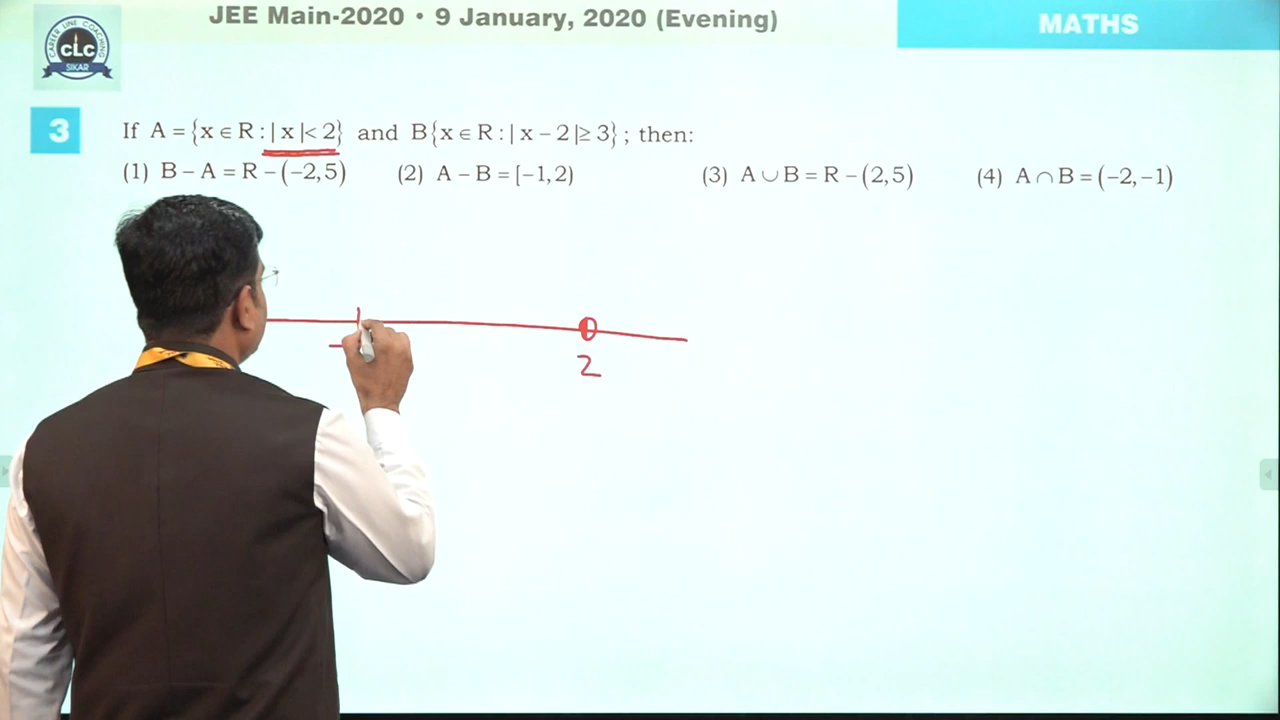 JEE Main-2020 • 9 January, 2020 (Evening)
MATHS
CAREER LINE COACHING
CLC
SIKAR
3
If A = {x ∈ R : | x |< 2} and B{x ∈ R : | x − 2 |≥ 3} ; then:
(1) B − A = R − (−2, 5) (2) A − B = [−1, 2) (3) A ∪ B = R − (2, 5) (4) A ∩ B = (−2, −1)
2